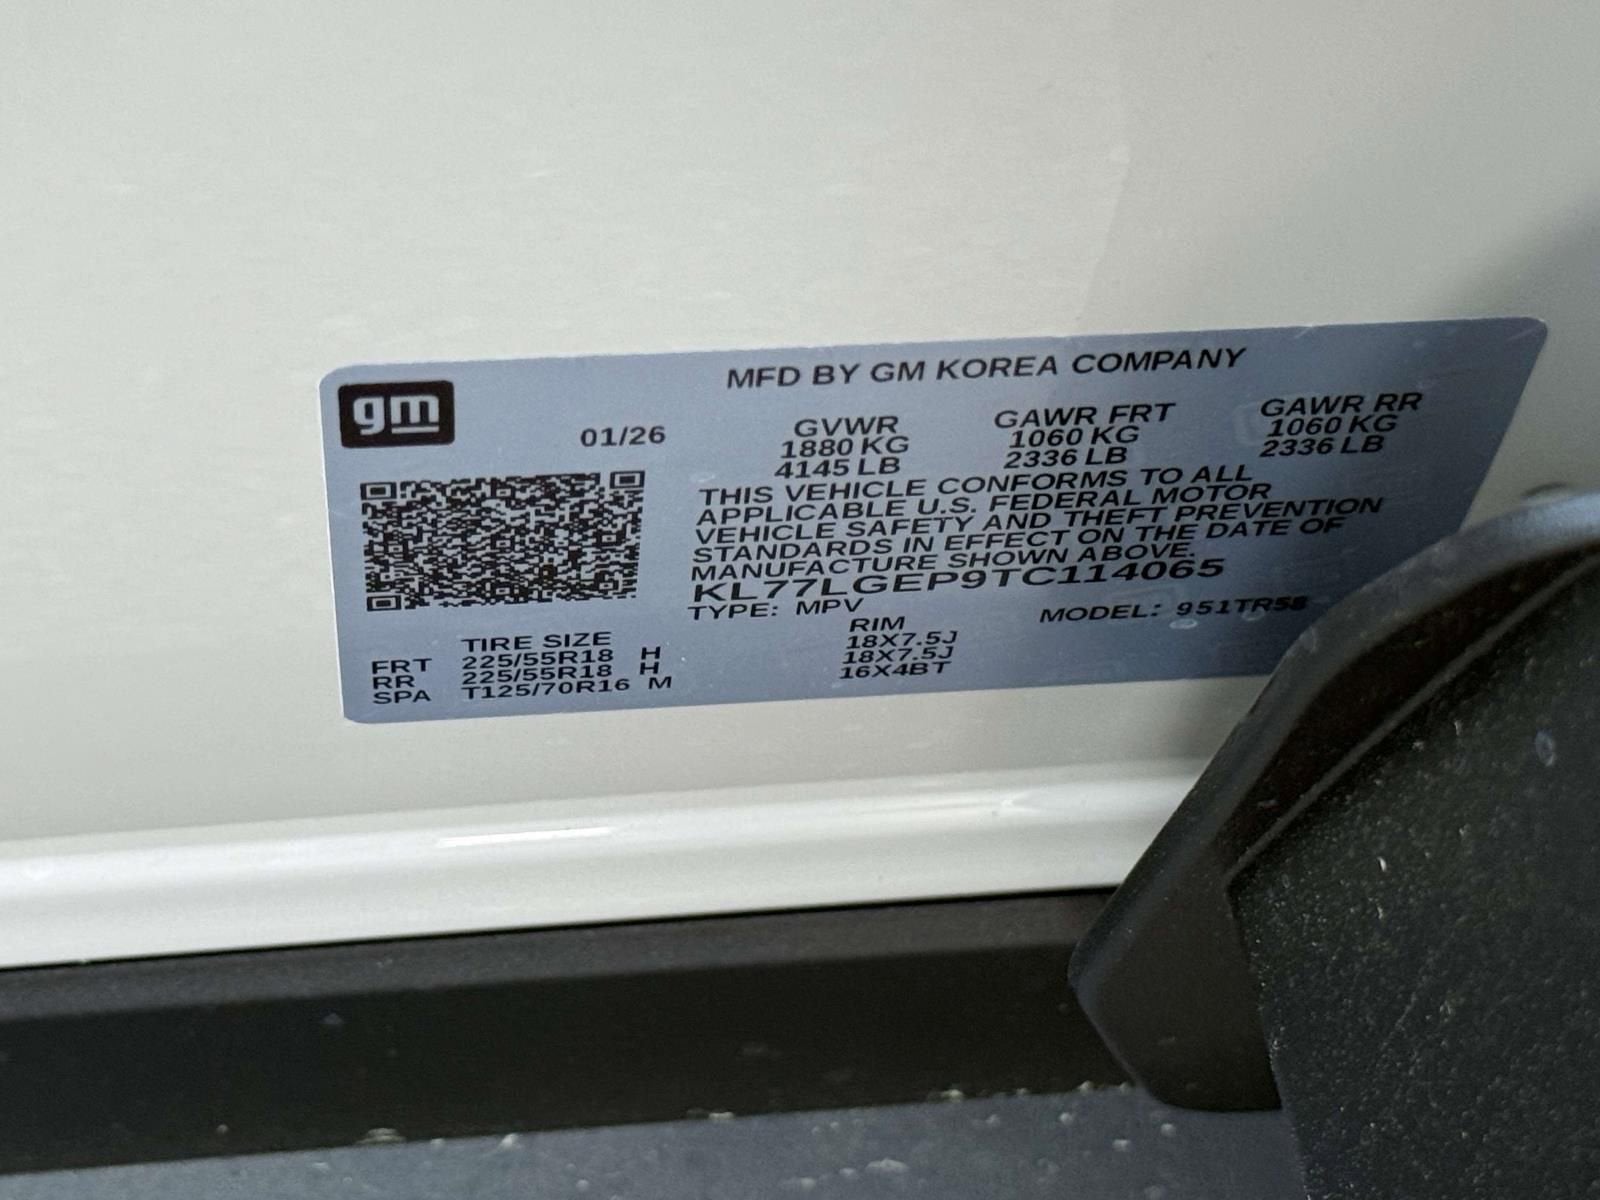 gm
MFD BY GM KOREA COMPANY
01/26
GVWR GAWR FRT GAWR RR
1880 KG 1060 KG 1060 KG
4145 LB 2336 LB 2336 LB
THIS VEHICLE CONFORMS TO ALL
APPLICABLE U.S. FEDERAL MOTOR
VEHICLE SAFETY AND THEFT PREVENTION
STANDARDS IN EFFECT ON THE DATE OF
MANUFACTURE SHOWN ABOVE.
KL77LGEP9TC114065
TYPE: MPV MODEL: 951TR58
TIRE SIZE RIM
FRT 225/55R18 H 18X7.5J
RR 225/55R18 H 18X7.5J
SPA T125/70R16 M 16X4BT